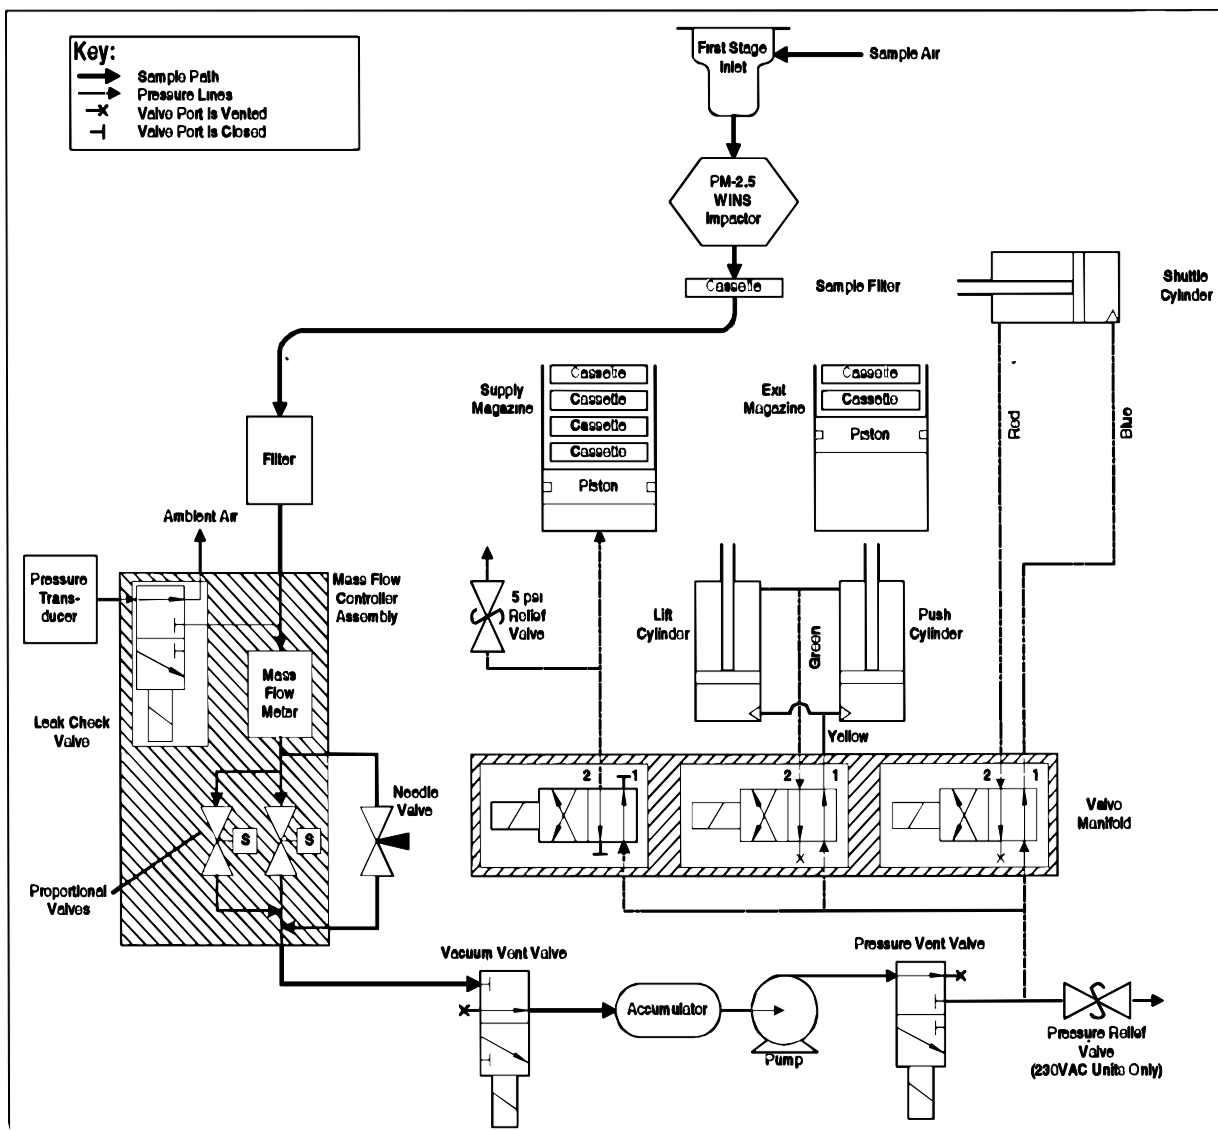 Key:
Sample Path
Pressure Lines
Valve Port is Vented
Valve Port is Closed
First Stage
Inlet
Sample Air
PM-2.5
WINS
Impactor
Cassette
Sample Filter
Shuttle
Cylinder
Supply
Magazine
Cassette
Cassette
Cassette
Cassette
Piston
Exit
Magazine
Cassette
Cassette
Piston
Red
Blue
Filter
Ambient Air
Pressure
Trans-
ducer
Mass Flow
Controller
Assembly
5 psi
Relief
Valve
Lift
Cylinder
Green
Push
Cylinder
Yellow
Mass
Flow
Meter
Leak Check
Valve
Needle
Valve
S
S
Proportional
Valves
2
1
2
1
2
1
Valve
Manifold
Vacuum Vent Valve
Accumulator
Pump
Pressure Vent Valve
Pressure Relief
Valve
(230VAC Units Only)